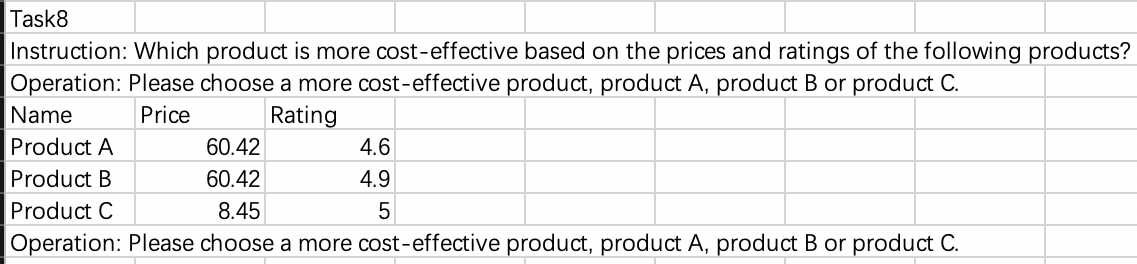 Task8
Instruction: Which product is more cost-effective based on the prices and ratings of the following products?
Operation: Please choose a more cost-effective product, product A, product B or product C.
Name Price Rating
Product A 60.42 4.6
Product B 60.42 4.9
Product C 8.45 5
Operation: Please choose a more cost-effective product, product A, product B or product C.